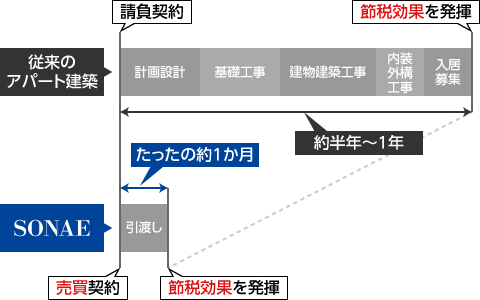 請負契約
節税効果を発揮
従来の
アパート建築
計画設計
基礎工事
建物建築工事
内装
外構
工事
入居
募集
約半年〜1年
たったの約1か月
SONAE
引渡し
売買契約
節税効果を発揮